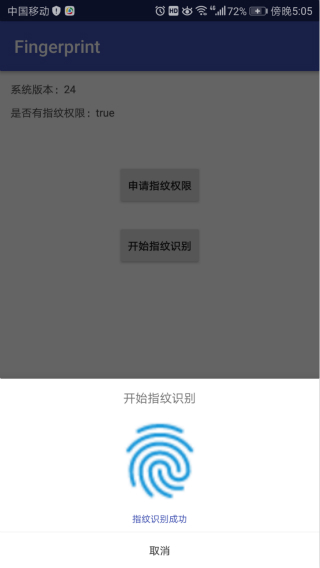 中国移动 HD 4G 72% 傍晚5:05
Fingerprint
系统版本：24
是否有指纹权限：true
申请指纹权限
开始指纹识别
开始指纹识别
指纹识别成功
取消